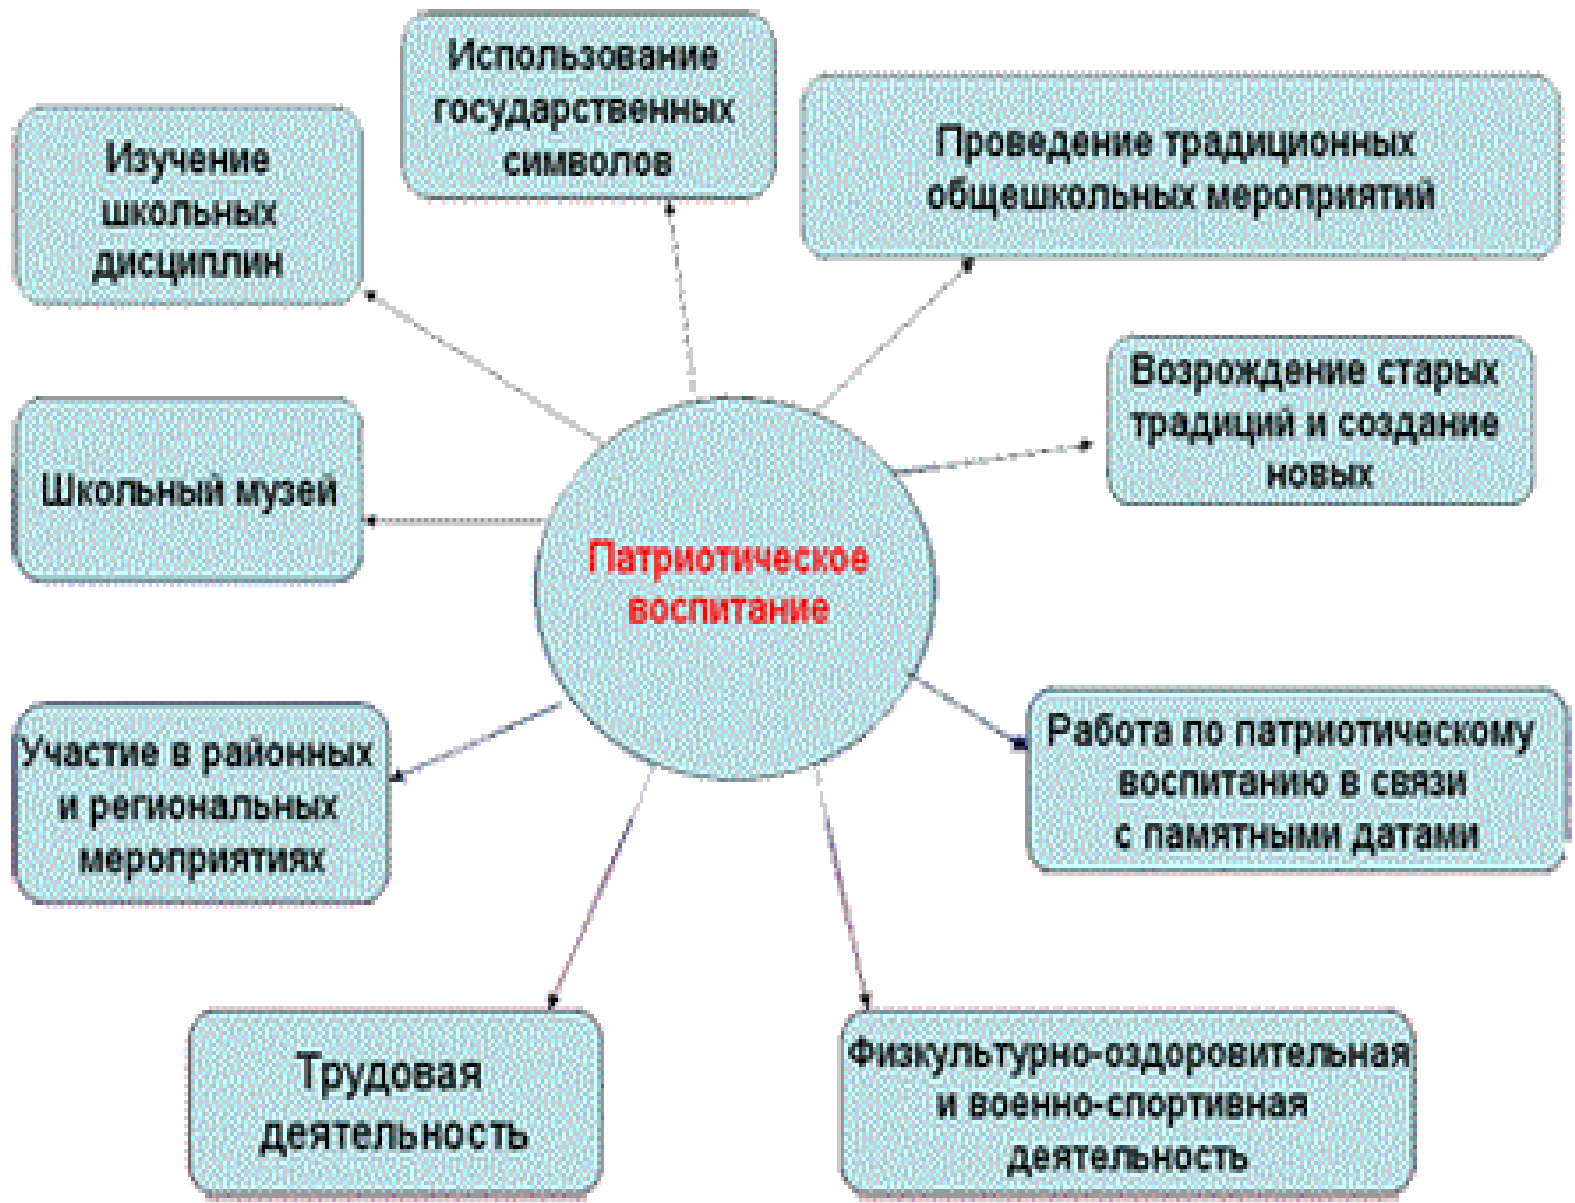 Использование
государственных
символов
Проведение традиционных
общешкольных мероприятий
Изучение
школьных
дисциплин
Возрождение старых
традиций и создание
новых
Школьный музей
Патриотическое
воспитание
Участие в районных
и региональных
мероприятиях
Работа по патриотическому
воспитанию в связи
с памятными датами
Трудовая
деятельность
Физкультурно-оздоровительная
и военно-спортивная
деятельность